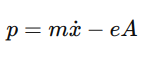 p = mẋ − eA